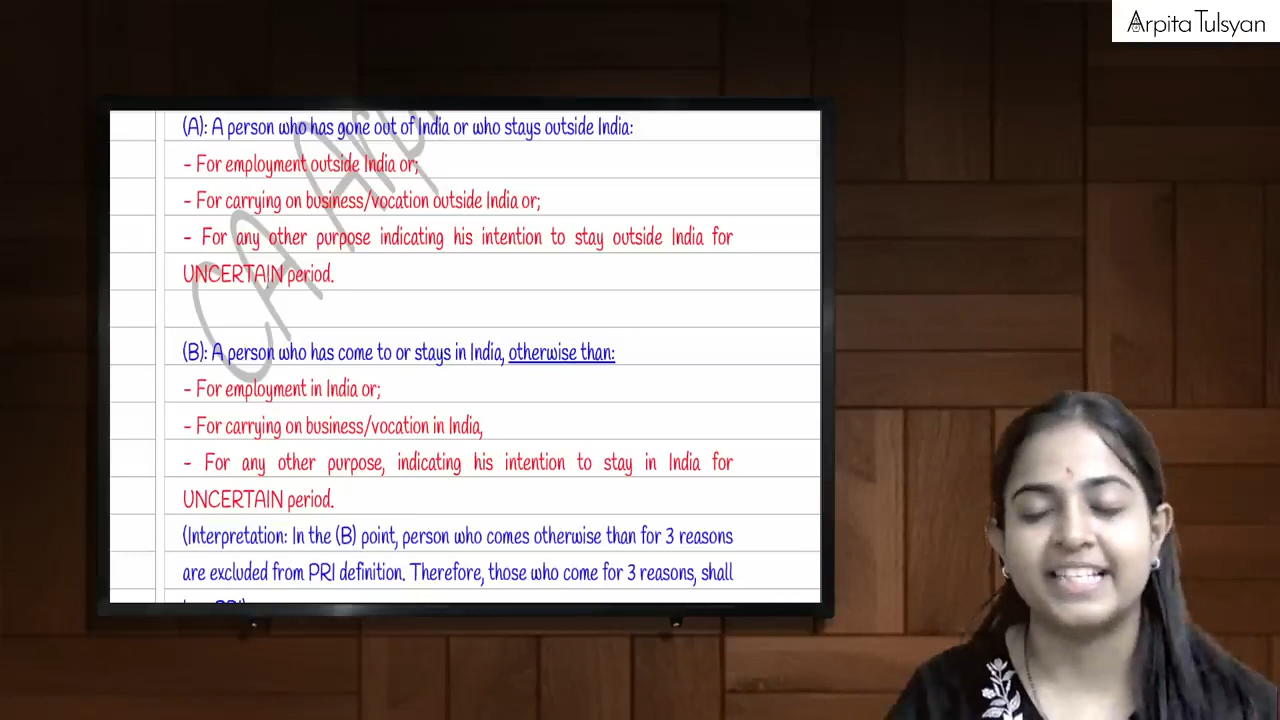 Arpita Tulsyan
(A): A person who has gone out of India or who stays outside India:
- For employment outside India or;
- For carrying on business/vocation outside India or;
- For any other purpose indicating his intention to stay outside India for
UNCERTAIN period.
(B): A person who has come to or stays in India, otherwise than:
- For employment in India or;
- For carrying on business/vocation in India,
- For any other purpose, indicating his intention to stay in India for
UNCERTAIN period.
(Interpretation: In the (B) point, person who comes otherwise than for 3 reasons
are excluded from PRI definition. Therefore, those who come for 3 reasons, shall
CA